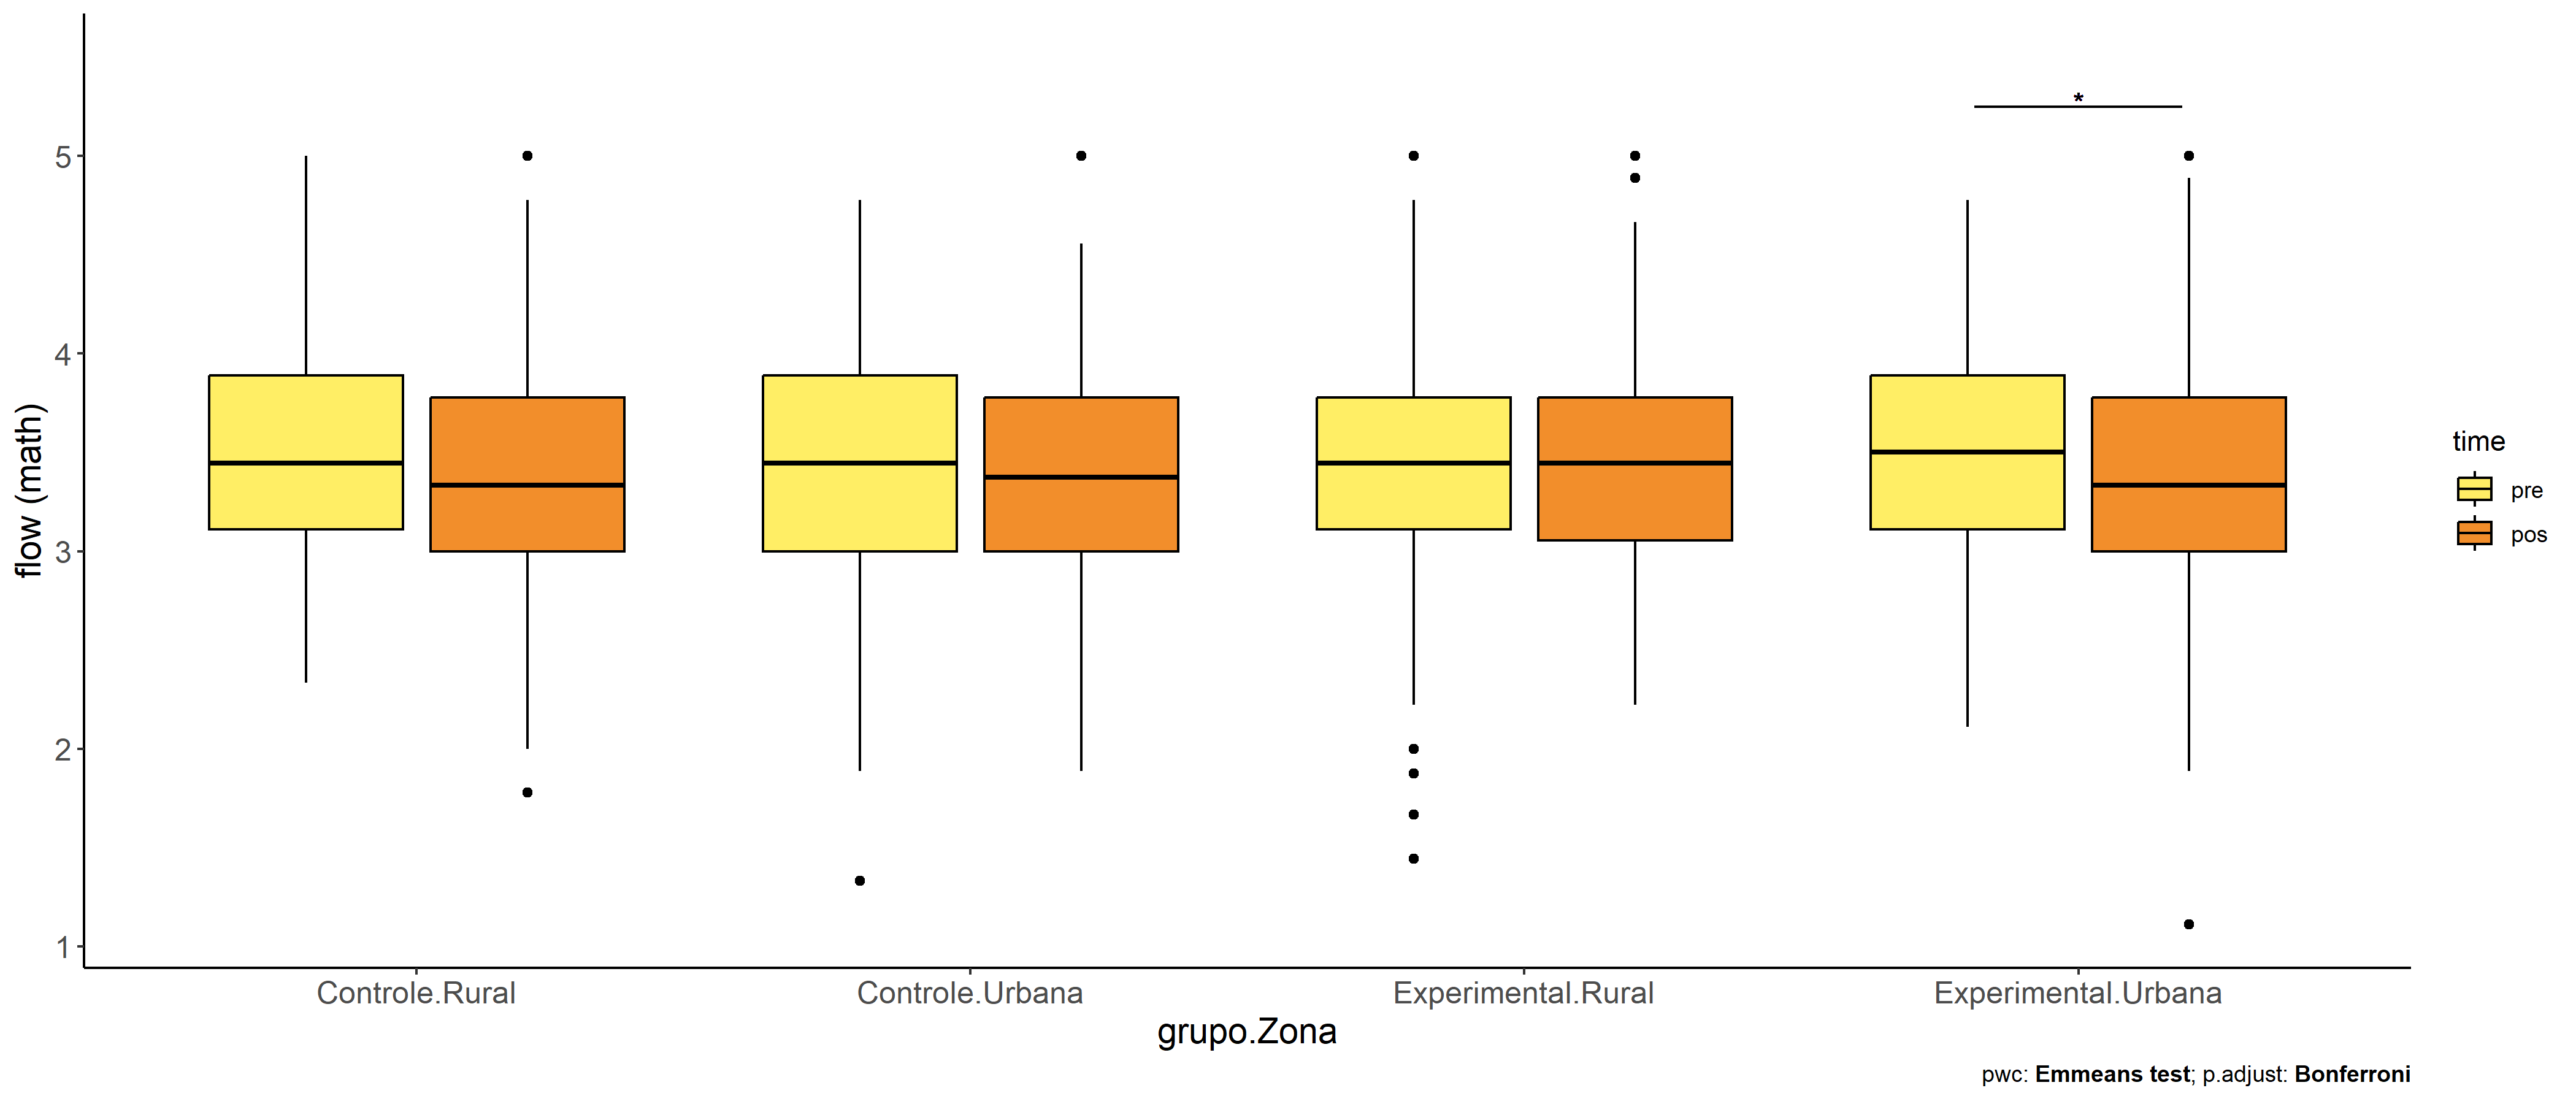 *
5
4
3
2
1
flow (math)
Controle.Rural
Controle.Urbana
Experimental.Rural
Experimental.Urbana
grupo.Zona
time
pre
pos
pwc: Emmeans test; p.adjust: Bonferroni